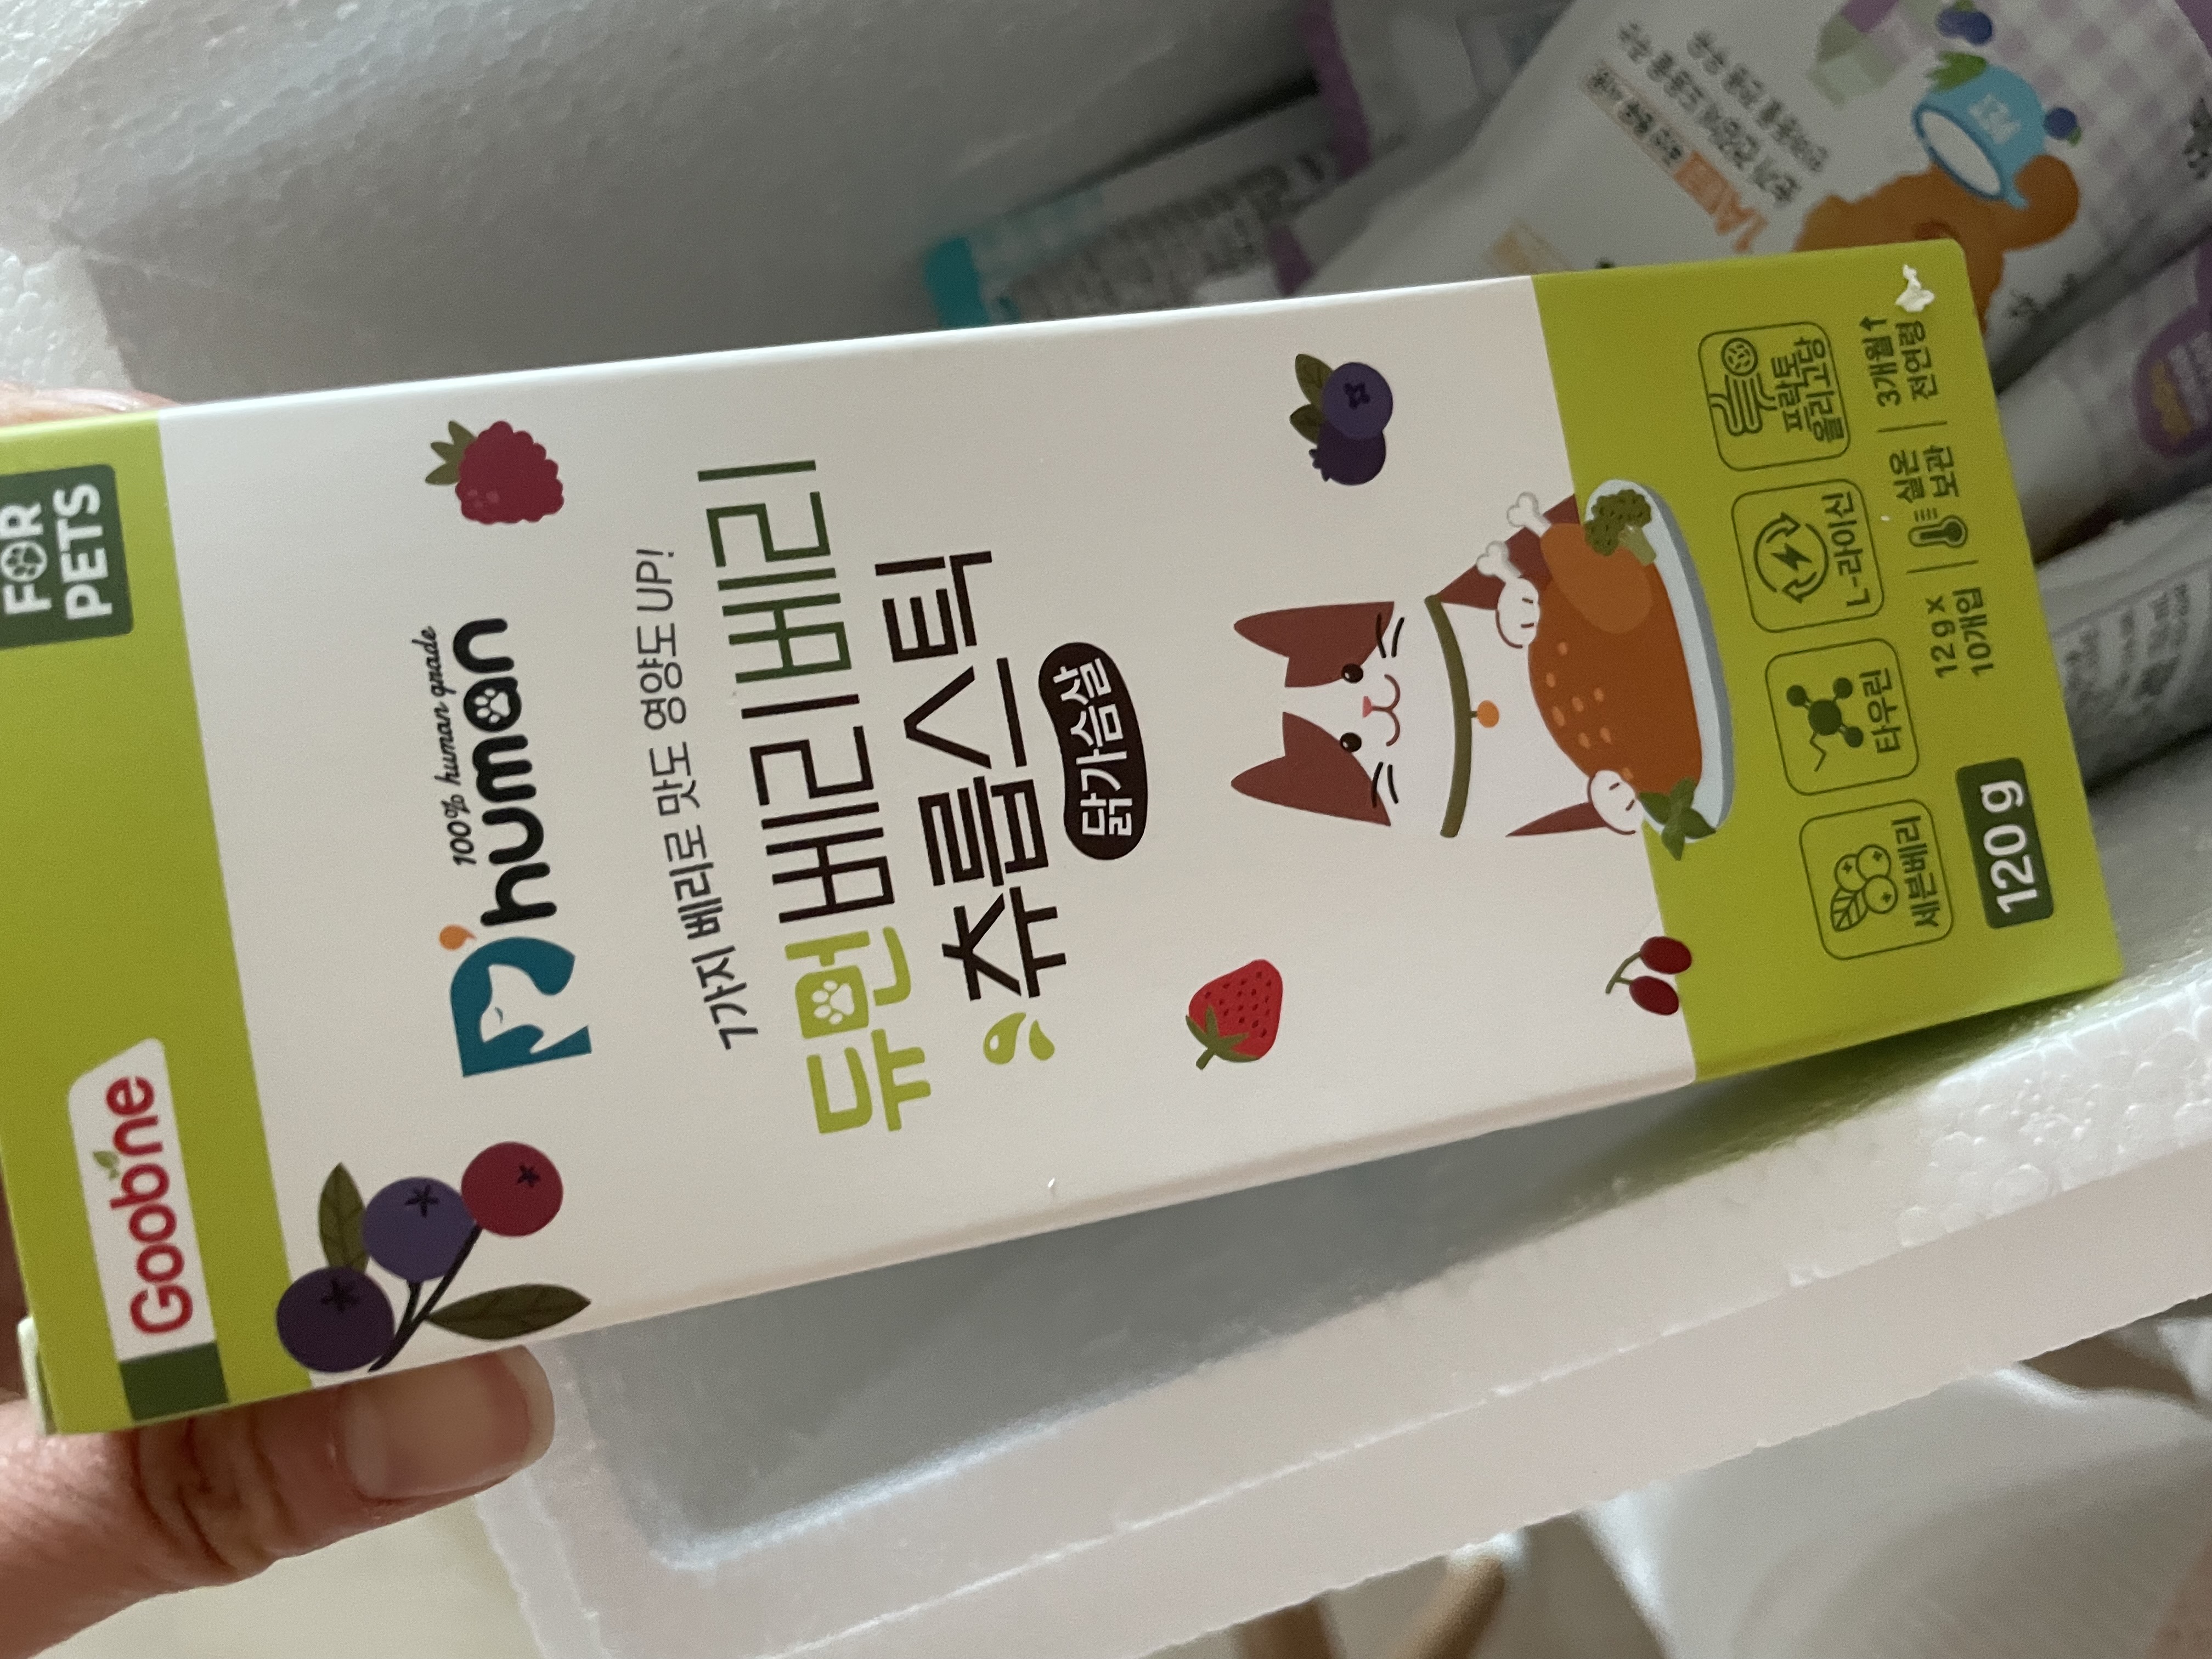 Goobne
FOR
PETS
100% human grade
D'human
7가지 베리로 맛도 영양도 UP!
듀먼 베리베리
츄릅스틱
닭가슴살
세븐베리
타우린
L-라이신
프락토
올리고당
120 g
12 g x
10개입
실온
보관
3개월↑
전연령
PET